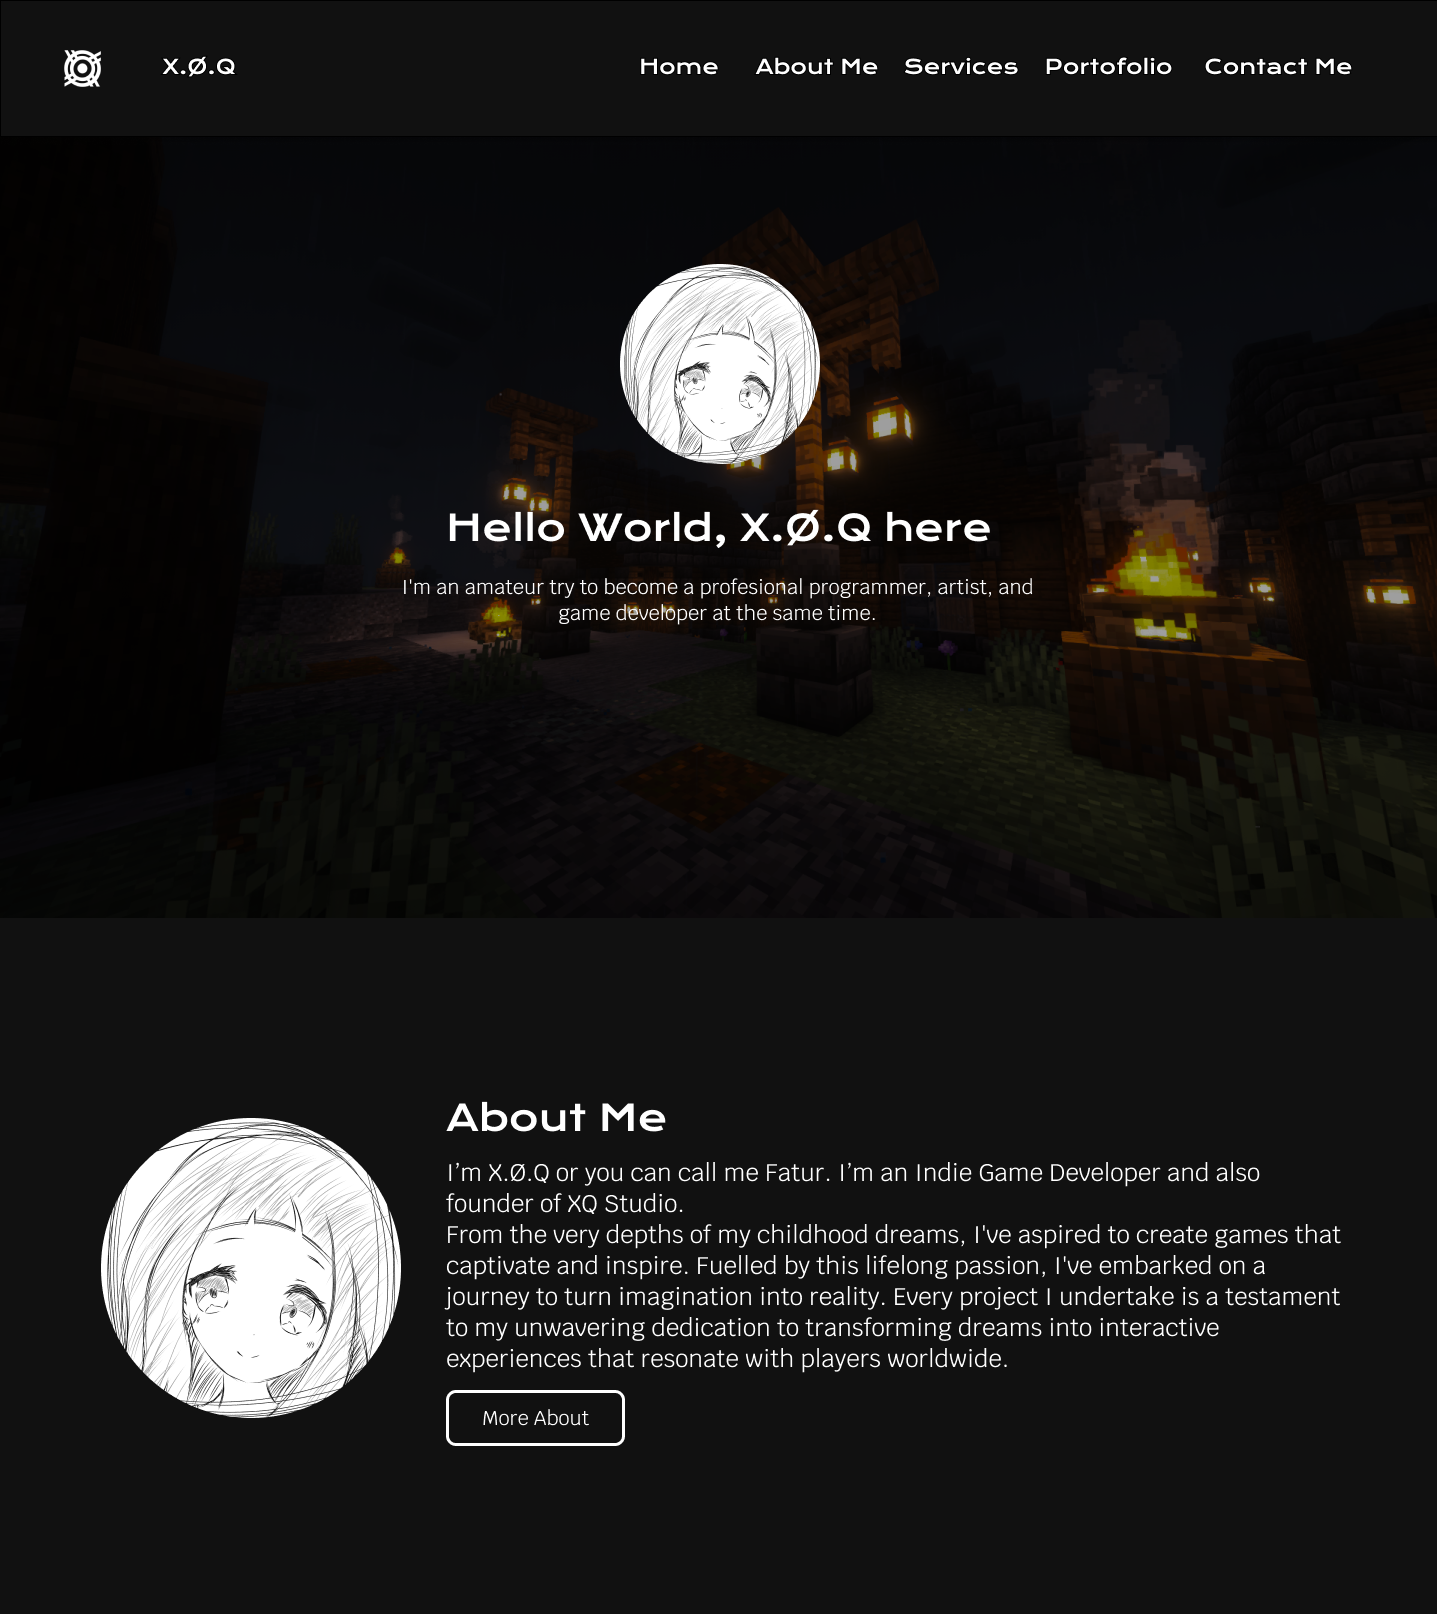 X.Ø.Q
Home About Me Services Portofolio Contact Me
Hello World, X.Ø.Q here
I'm an amateur try to become a profesional programmer, artist, and
game developer at the same time.
About Me
I’m X.Ø.Q or you can call me Fatur. I’m an Indie Game Developer and also
founder of XQ Studio.
From the very depths of my childhood dreams, I've aspired to create games that
captivate and inspire. Fuelled by this lifelong passion, I've embarked on a
journey to turn imagination into reality. Every project I undertake is a testament
to my unwavering dedication to transforming dreams into interactive
experiences that resonate with players worldwide.
More About